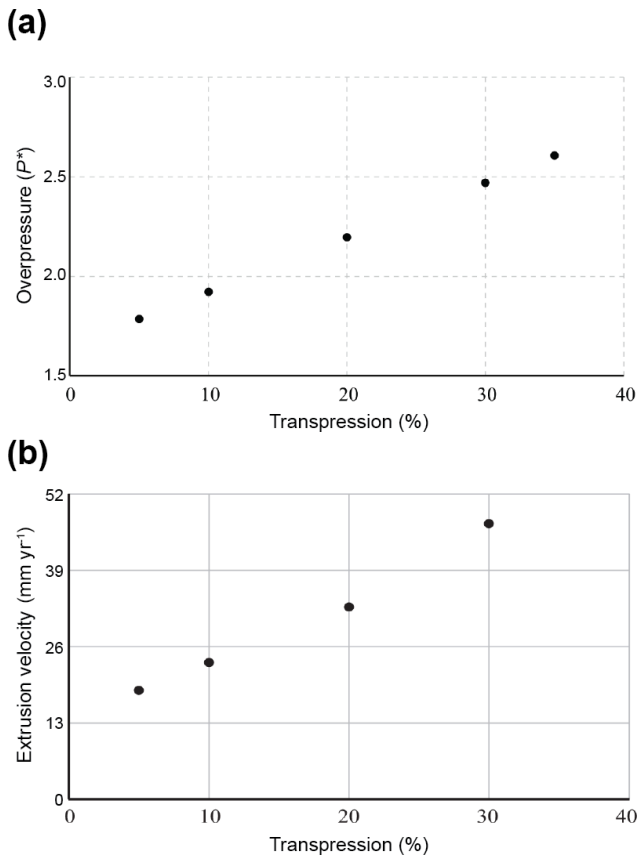 (a)
3.0
2.5
2.0
1.5
Overpressure (P*)
0 10 20 30 40
Transpression (%)
(b)
52
39
26
13
0
Extrusion velocity (mm yr⁻¹)
0 10 20 30 40
Transpression (%)